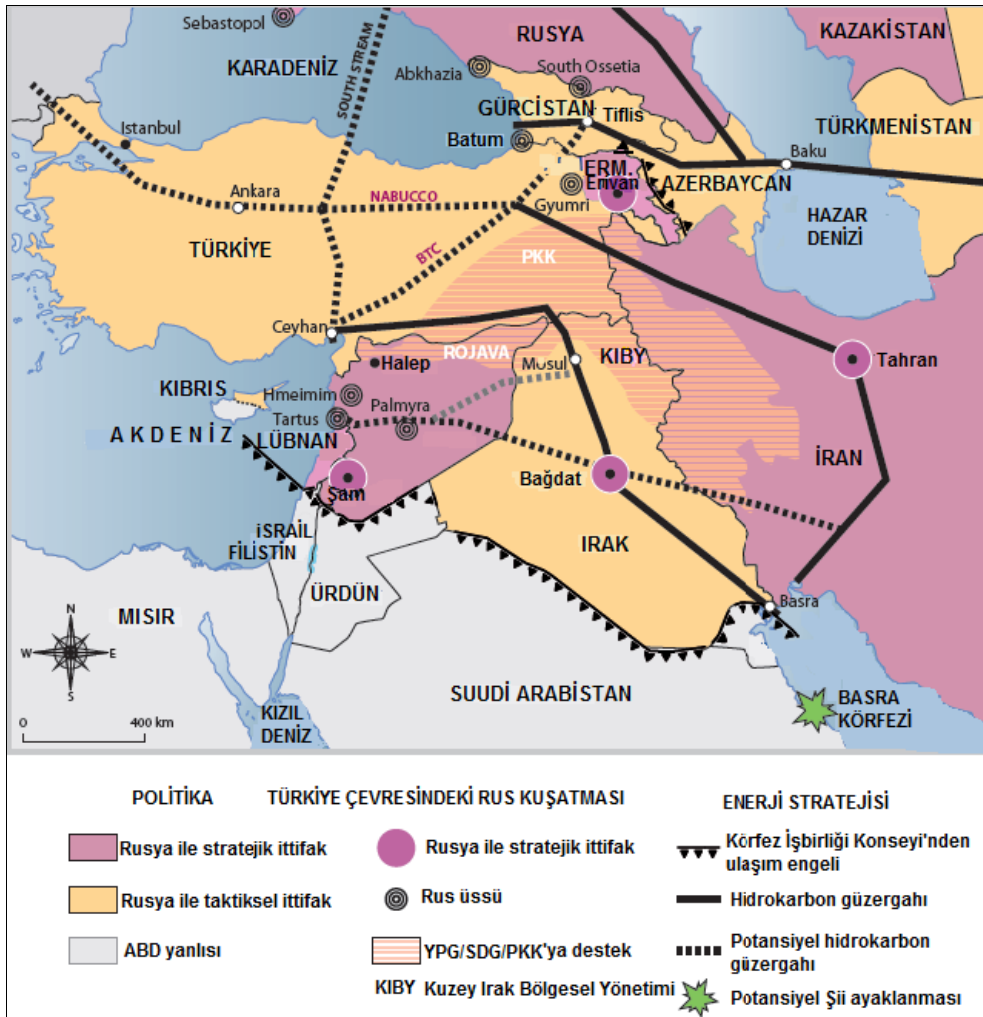 Sebastopol
RUSYA
KAZAKİSTAN
KARADENİZ
SOUTH STREAM
Abkhazia
South Ossetia
GÜRCİSTAN
Tiflis
TÜRKMENİSTAN
Istanbul
Batum
Baku
ERM.
Erivan
AZERBAYCAN
Ankara
NABUCCO
Gyumri
HAZAR
DENİZİ
TÜRKİYE
BTC
PKK
Ceyhan
ROJAVA
KIBY
Halep
Mosul
Tahran
KIBRIS
Hmeimim
Tartus
Palmyra
AKDENİZ
LÜBNAN
İRAN
Şam
Bağdat
İSRAİL
FİLİSTİN
IRAK
ÜRDÜN
Basra
MISIR
N
W E
S
SUUDİ ARABİSTAN
BASRA
KÖRFEZİ
0 400 km
KIZIL
DENİZ
POLİTİKA
Rusya ile stratejik ittifak
Rusya ile taktiksel ittifak
ABD yanlısı
TÜRKİYE ÇEVRESİNDEKİ RUS KUŞATMASI
Rusya ile stratejik ittifak
Rus üssü
YPG/SDG/PKK'ya destek
KIBY Kuzey Irak Bölgesel Yönetimi
ENERJİ STRATEJİSİ
Körfez İşbirliği Konseyi'nden
ulaşım engeli
Hidrokarbon güzergahı
Potansiyel hidrokarbon
güzergahı
Potansiyel Şii ayaklanması